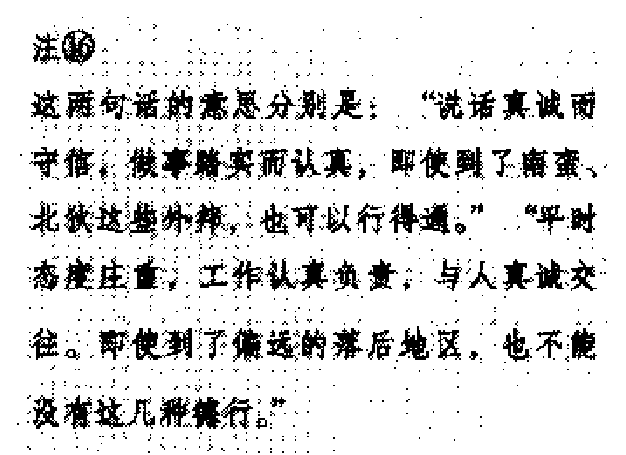 注⑯
这两句话的意思分别是：“说话真诚而
守信，做事踏实而认真，即使到了南蛮、
北狄这些外邦，也可以行得通。”“平时
态度庄重，工作认真负责，与人真诚交
往。即使到了偏远的落后地区，也不能
没有这几种德行。”